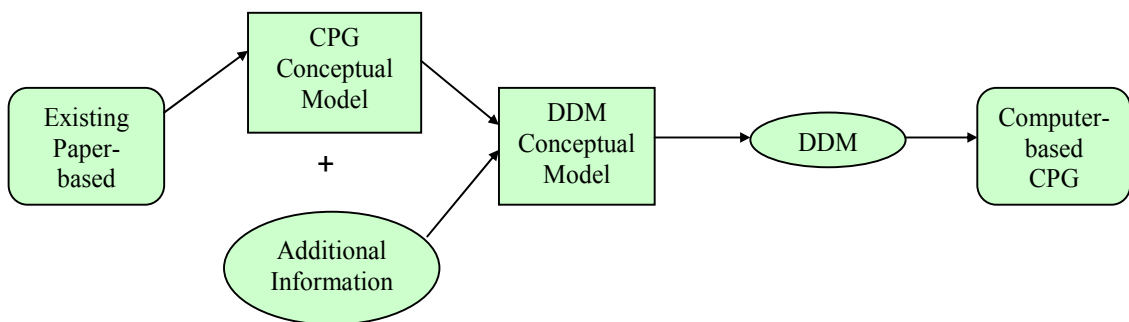 Existing
Paper-
based
CPG
Conceptual
Model
+
Additional
Information
DDM
Conceptual
Model
DDM
Computer-
based
CPG